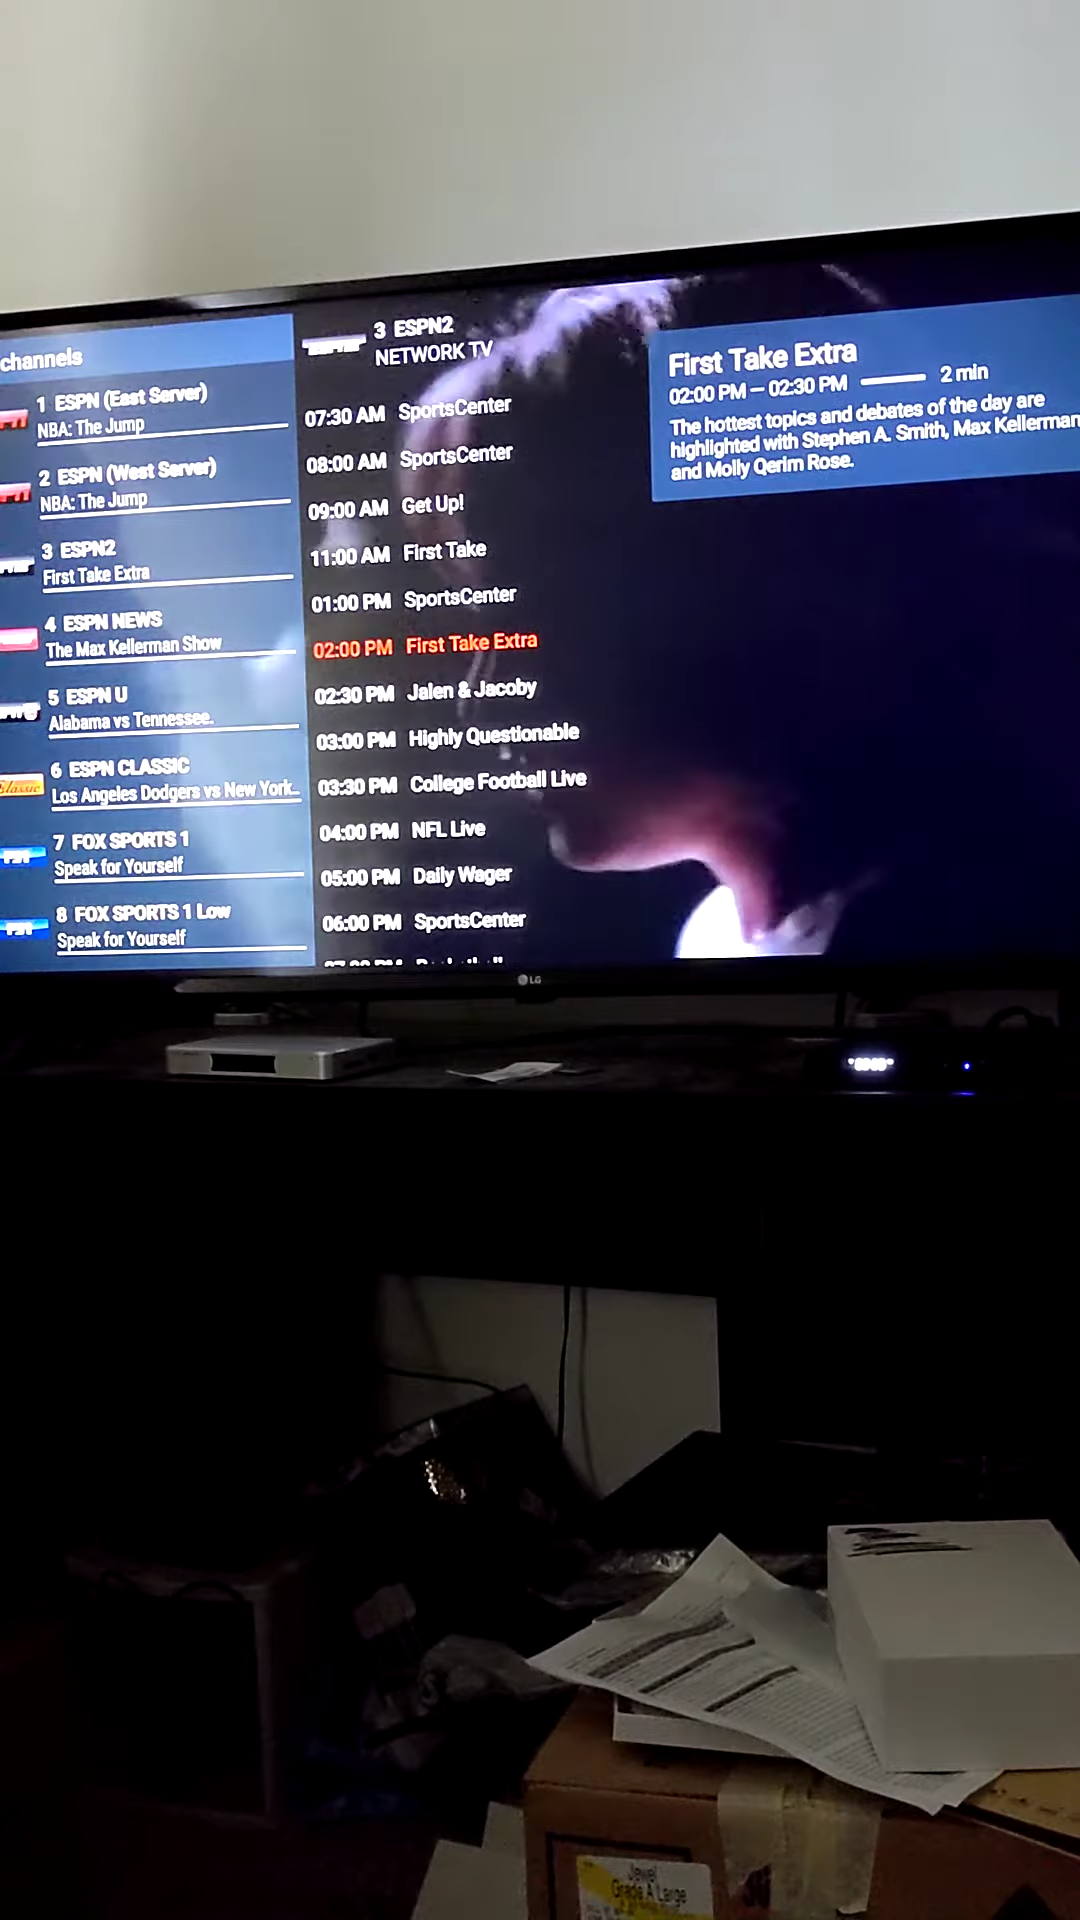 channels
1 ESPN (East Server)
NBA: The Jump
2 ESPN (West Server)
NBA: The Jump
3 ESPN2
First Take Extra
4 ESPN NEWS
The Max Kellerman Show
5 ESPN U
Alabama vs Tennessee.
6 ESPN CLASSIC
Los Angeles Dodgers vs New York..
7 FOX SPORTS 1
Speak for Yourself
8 FOX SPORTS 1 Low
Speak for Yourself
Classic
FS1
FS1
3 ESPN2
NETWORK TV
07:30 AM SportsCenter
08:00 AM SportsCenter
09:00 AM Get Up!
11:00 AM First Take
01:00 PM SportsCenter
02:00 PM First Take Extra
02:30 PM Jalen & Jacoby
03:00 PM Highly Questionable
03:30 PM College Football Live
04:00 PM NFL Live
05:00 PM Daily Wager
06:00 PM SportsCenter
First Take Extra
02:00 PM — 02:30 PM 2 min
The hottest topics and debates of the day are
highlighted with Stephen A. Smith, Max Kellerman
and Molly Qerim Rose.
LG
Jewel
Grade A Large